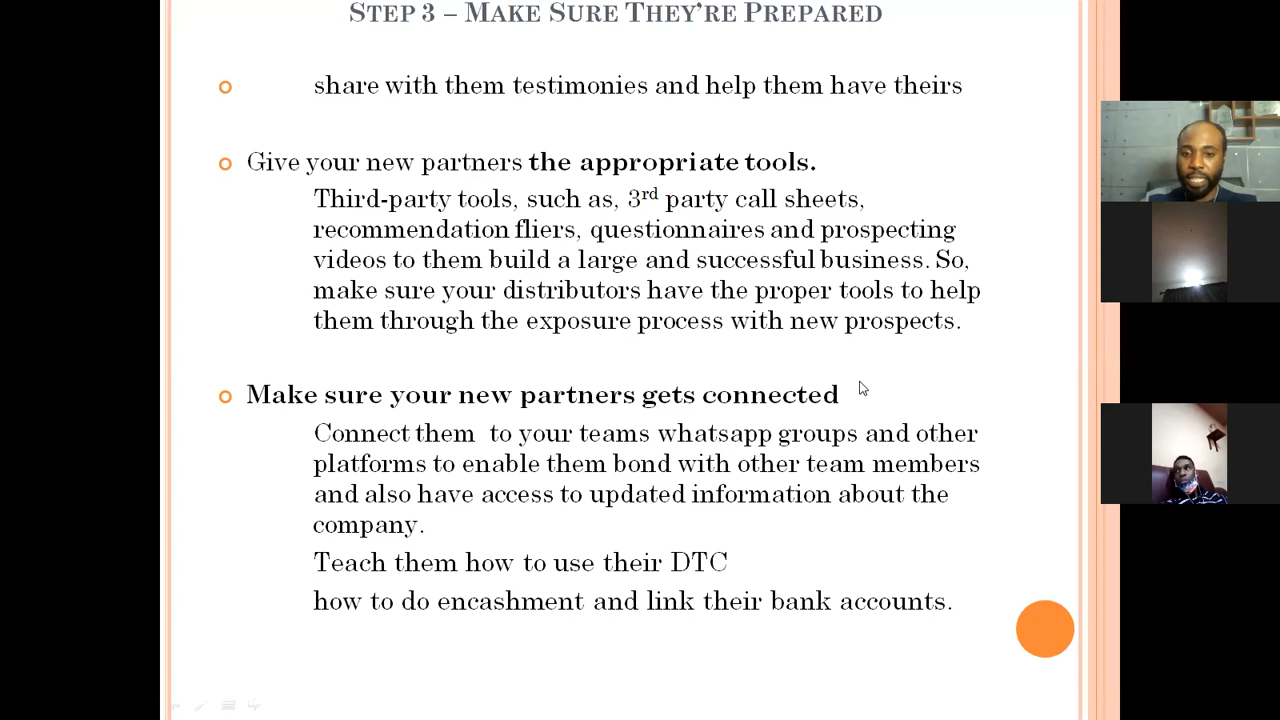 STEP 3 – MAKE SURE THEY'RE PREPARED
share with them testimonies and help them have theirs
Give your new partners the appropriate tools.
Third-party tools, such as, 3rd party call sheets,
recommendation fliers, questionnaires and prospecting
videos to them build a large and successful business. So,
make sure your distributors have the proper tools to help
them through the exposure process with new prospects.
Make sure your new partners gets connected
Connect them  to your teams whatsapp groups and other
platforms to enable them bond with other team members
and also have access to updated information about the
company.
Teach them how to use their DTC
how to do encashment and link their bank accounts.